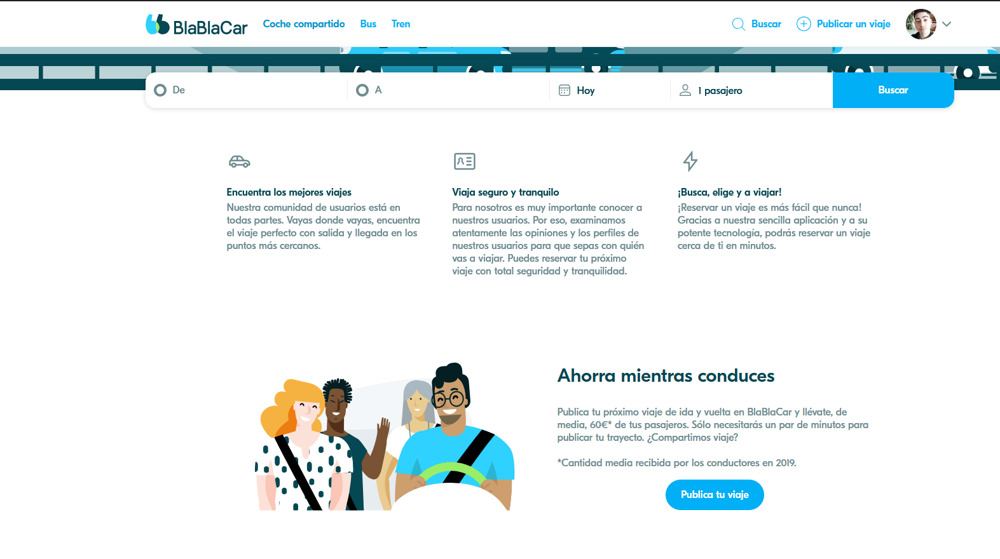 BlaBlaCar Coche compartido Bus Tren Buscar Publicar un viaje
De A Hoy 1 pasajero Buscar
Encuentra los mejores viajes
Nuestra comunidad de usuarios está en
todas partes. Vayas donde vayas, encuentra
el viaje perfecto con salida y llegada en los
puntos más cercanos.
Viaja seguro y tranquilo
Para nosotros es muy importante conocer a
nuestros usuarios. Por eso, examinamos
atentamente las opiniones y los perfiles de
nuestros usuarios para que sepas con quién
vas a viajar. Puedes reservar tu próximo
viaje con total seguridad y tranquilidad.
¡Busca, elige y a viajar!
¡Reservar un viaje es más fácil que nunca!
Gracias a nuestra sencilla aplicación y a su
potente tecnología, podrás reservar un viaje
cerca de ti en minutos.
Ahorra mientras conduces
Publica tu próximo viaje de ida y vuelta en BlaBlaCar y llévate, de
media, 60€* de tus pasajeros. Sólo necesitarás un par de minutos para
publicar tu trayecto. ¿Compartimos viaje?
*Cantidad media recibida por los conductores en 2019.
Publica tu viaje